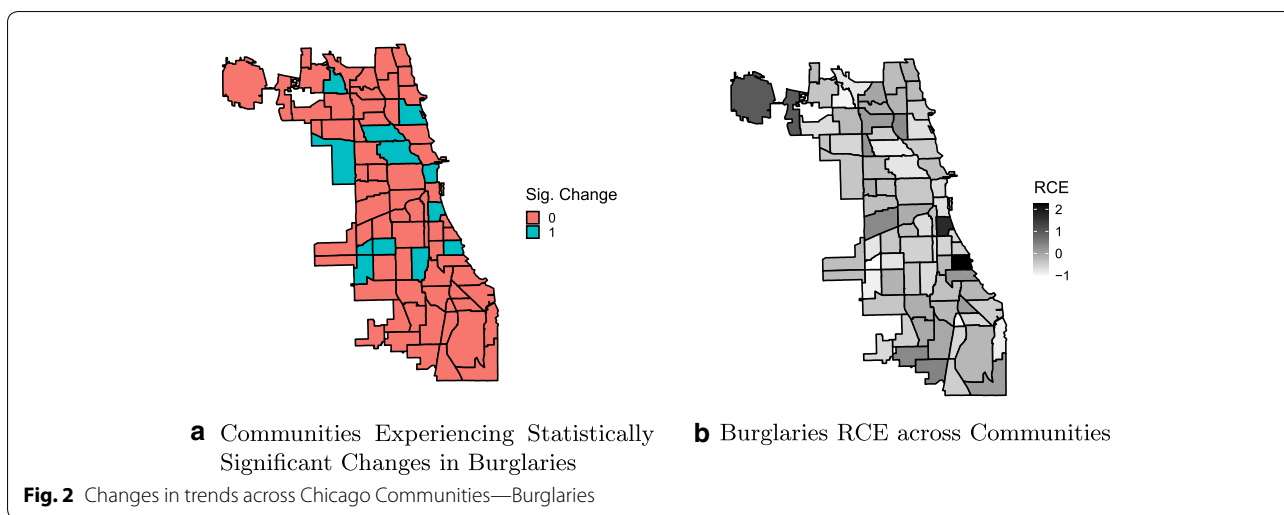 Sig. Change
0
1
RCE
2
1
0
−1
a Communities Experiencing Statistically
Significant Changes in Burglaries
b Burglaries RCE across Communities
Fig. 2 Changes in trends across Chicago Communities—Burglaries